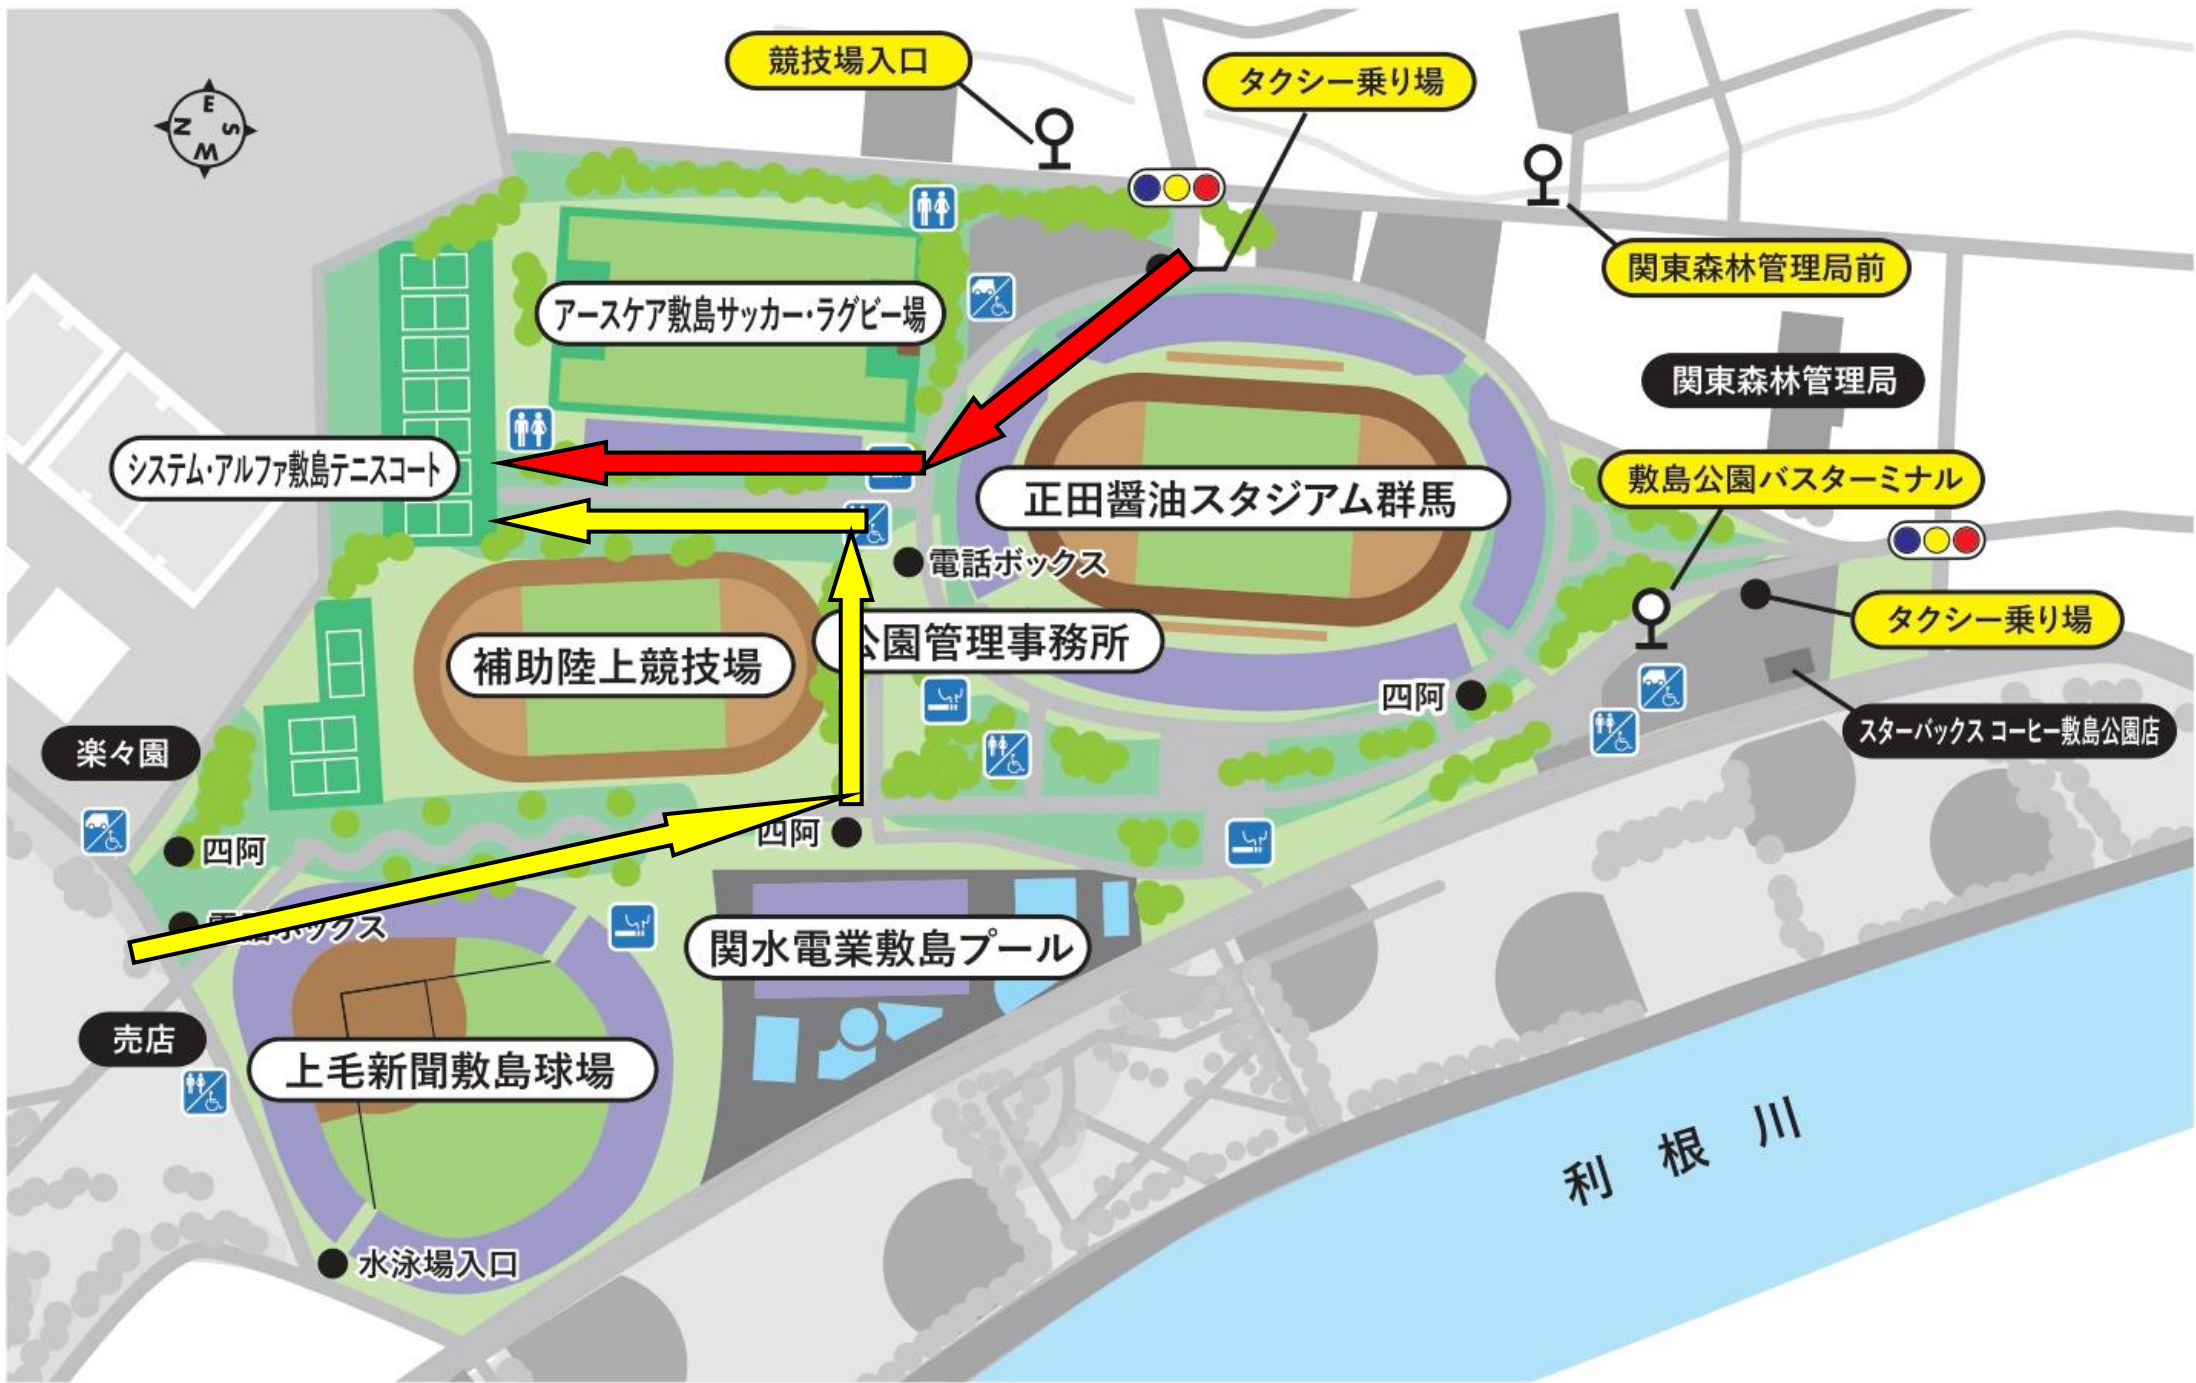 競技場入口
タクシー乗り場
E
N
S
W
関東森林管理局前
アースケア敷島サッカー・ラグビー場
関東森林管理局
システム・アルファ敷島テニスコート
正田醤油スタジアム群馬
敷島公園バスターミナル
電話ボックス
タクシー乗り場
公園管理事務所
補助陸上競技場
四阿
スターバックス コーヒー敷島公園店
楽々園
四阿
四阿
電話ボックス
関水電業敷島プール
売店
上毛新聞敷島球場
利根川
水泳場入口